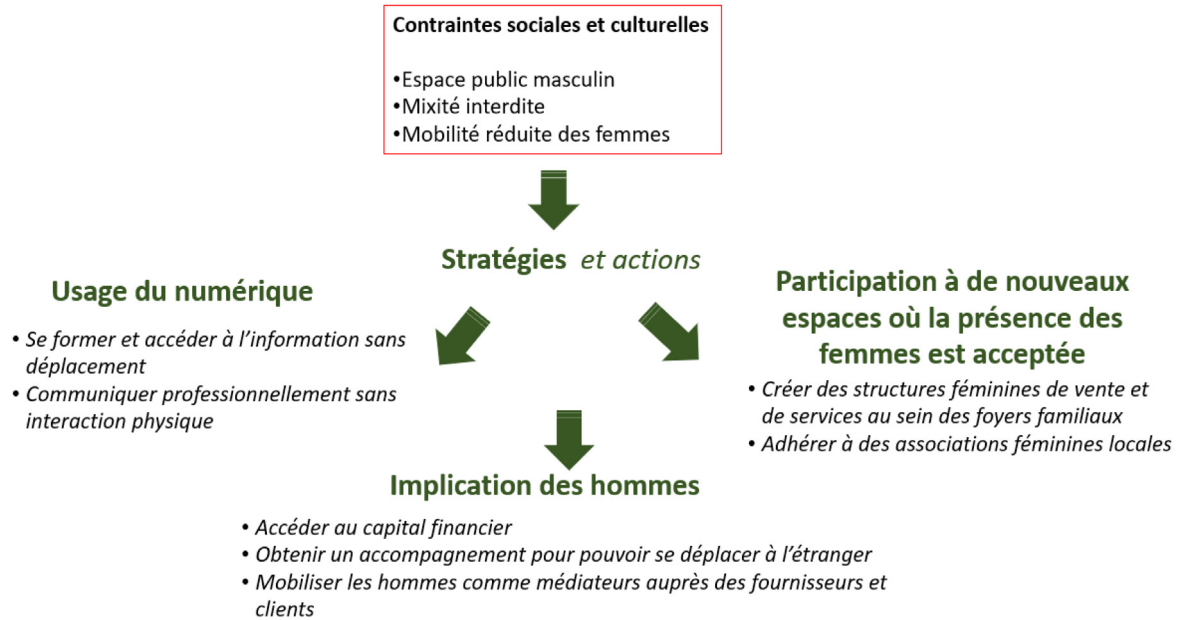 Contraintes sociales et culturelles
•Espace public masculin
•Mixité interdite
•Mobilité réduite des femmes
Stratégies et actions
Usage du numérique
• Se former et accéder à l'information sans
déplacement
• Communiquer professionnellement sans
interaction physique
Participation à de nouveaux
espaces où la présence des
femmes est acceptée
• Créer des structures féminines de vente et
de services au sein des foyers familiaux
• Adhérer à des associations féminines locales
Implication des hommes
• Accéder au capital financier
• Obtenir un accompagnement pour pouvoir se déplacer à l'étranger
• Mobiliser les hommes comme médiateurs auprès des fournisseurs et
clients